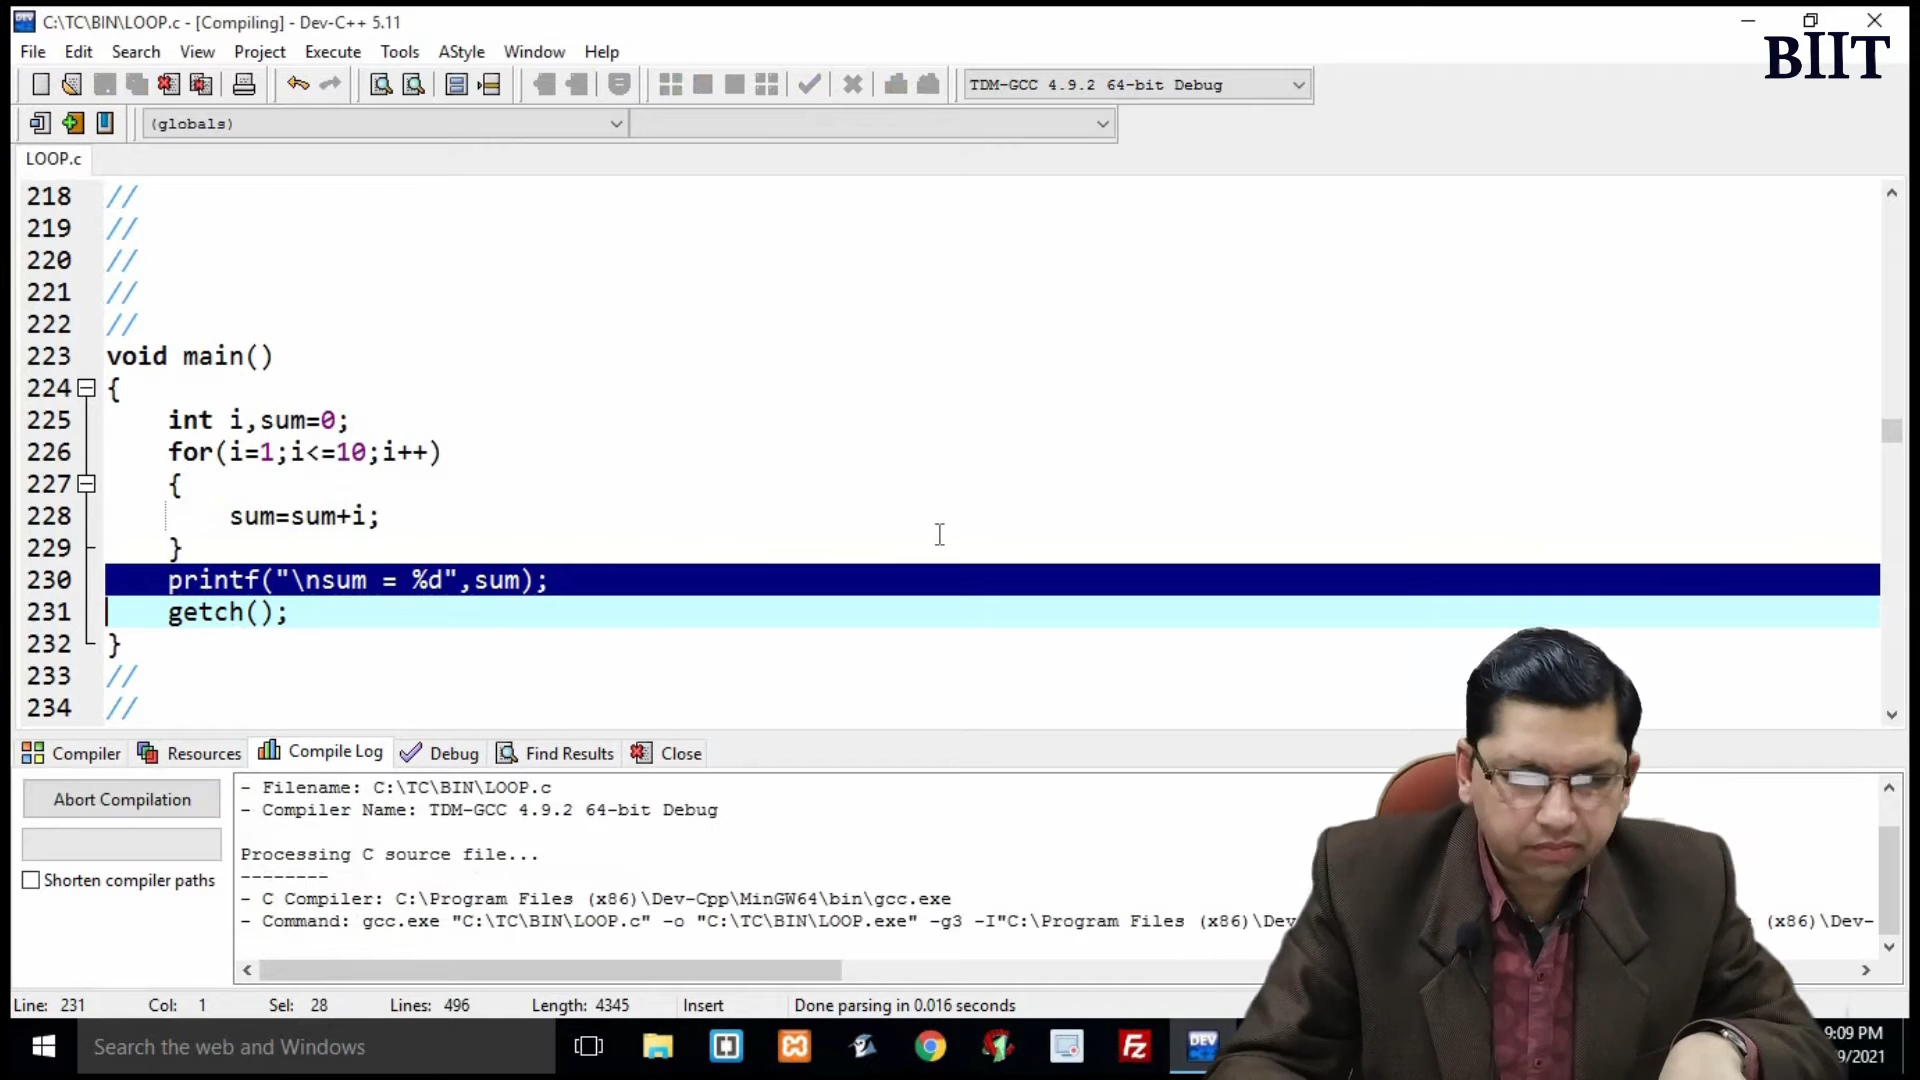 C:\TC\BIN\LOOP.c - [Compiling] - Dev-C++ 5.11
BIIT
File Edit Search View Project Execute Tools AStyle Window Help
TDM-GCC 4.9.2 64-bit Debug
(globals)
LOOP.c
218 //
219 //
220 //
221 //
222 //
223 void main()
224 {
225 int i,sum=0;
226 for(i=1;i<=10;i++)
227 {
228 sum=sum+i;
229 }
230 printf("\nsum = %d",sum);
231 getch();
232 }
233 //
234 //
Compiler Resources Compile Log Debug Find Results Close
Abort Compilation
Shorten compiler paths
- Filename: C:\TC\BIN\LOOP.c
- Compiler Name: TDM-GCC 4.9.2 64-bit Debug
Processing C source file...
--------
- C Compiler: C:\Program Files (x86)\Dev-Cpp\MinGW64\bin\gcc.exe
- Command: gcc.exe "C:\TC\BIN\LOOP.c" -o "C:\TC\BIN\LOOP.exe" -g3 -I"C:\Program Files (x86)\Dev (x86)\Dev-
Line: 231 Col: 1 Sel: 28 Lines: 496 Length: 4345 Insert Done parsing in 0.016 seconds
Search the web and Windows
DEV
9:09 PM
9/2021